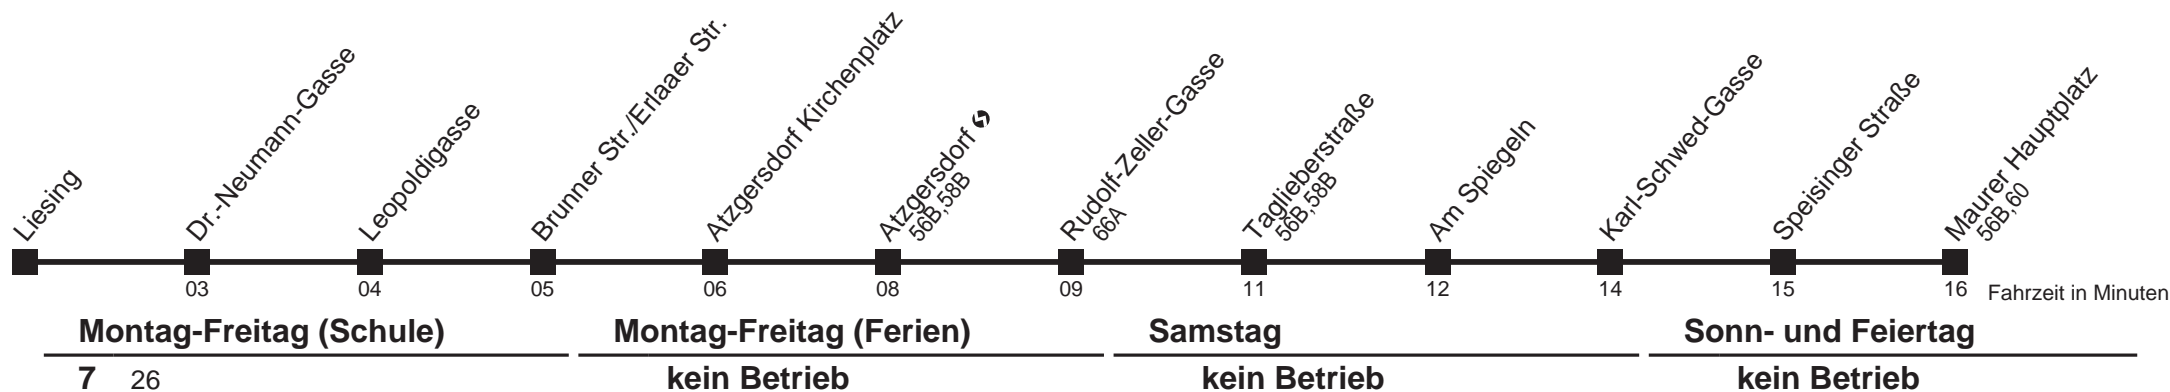 Liesing
Dr.-Neumann-Gasse
Leopoldigasse
Brunner Str./Erlaaer Str.
Atzgersdorf Kirchenplatz
Atzgersdorf
56B,58B
Rudolf-Zeller-Gasse
66A
Taglieberstraße
56B,58B
Am Spiegeln
Karl-Schwed-Gasse
Speisinger Straße
Maurer Hauptplatz
56B,60
03 04 05 06 08 09 11 12 14 15 16 Fahrzeit in Minuten
Montag-Freitag (Schule) Montag-Freitag (Ferien) Samstag Sonn- und Feiertag
7 26 kein Betrieb kein Betrieb kein Betrieb